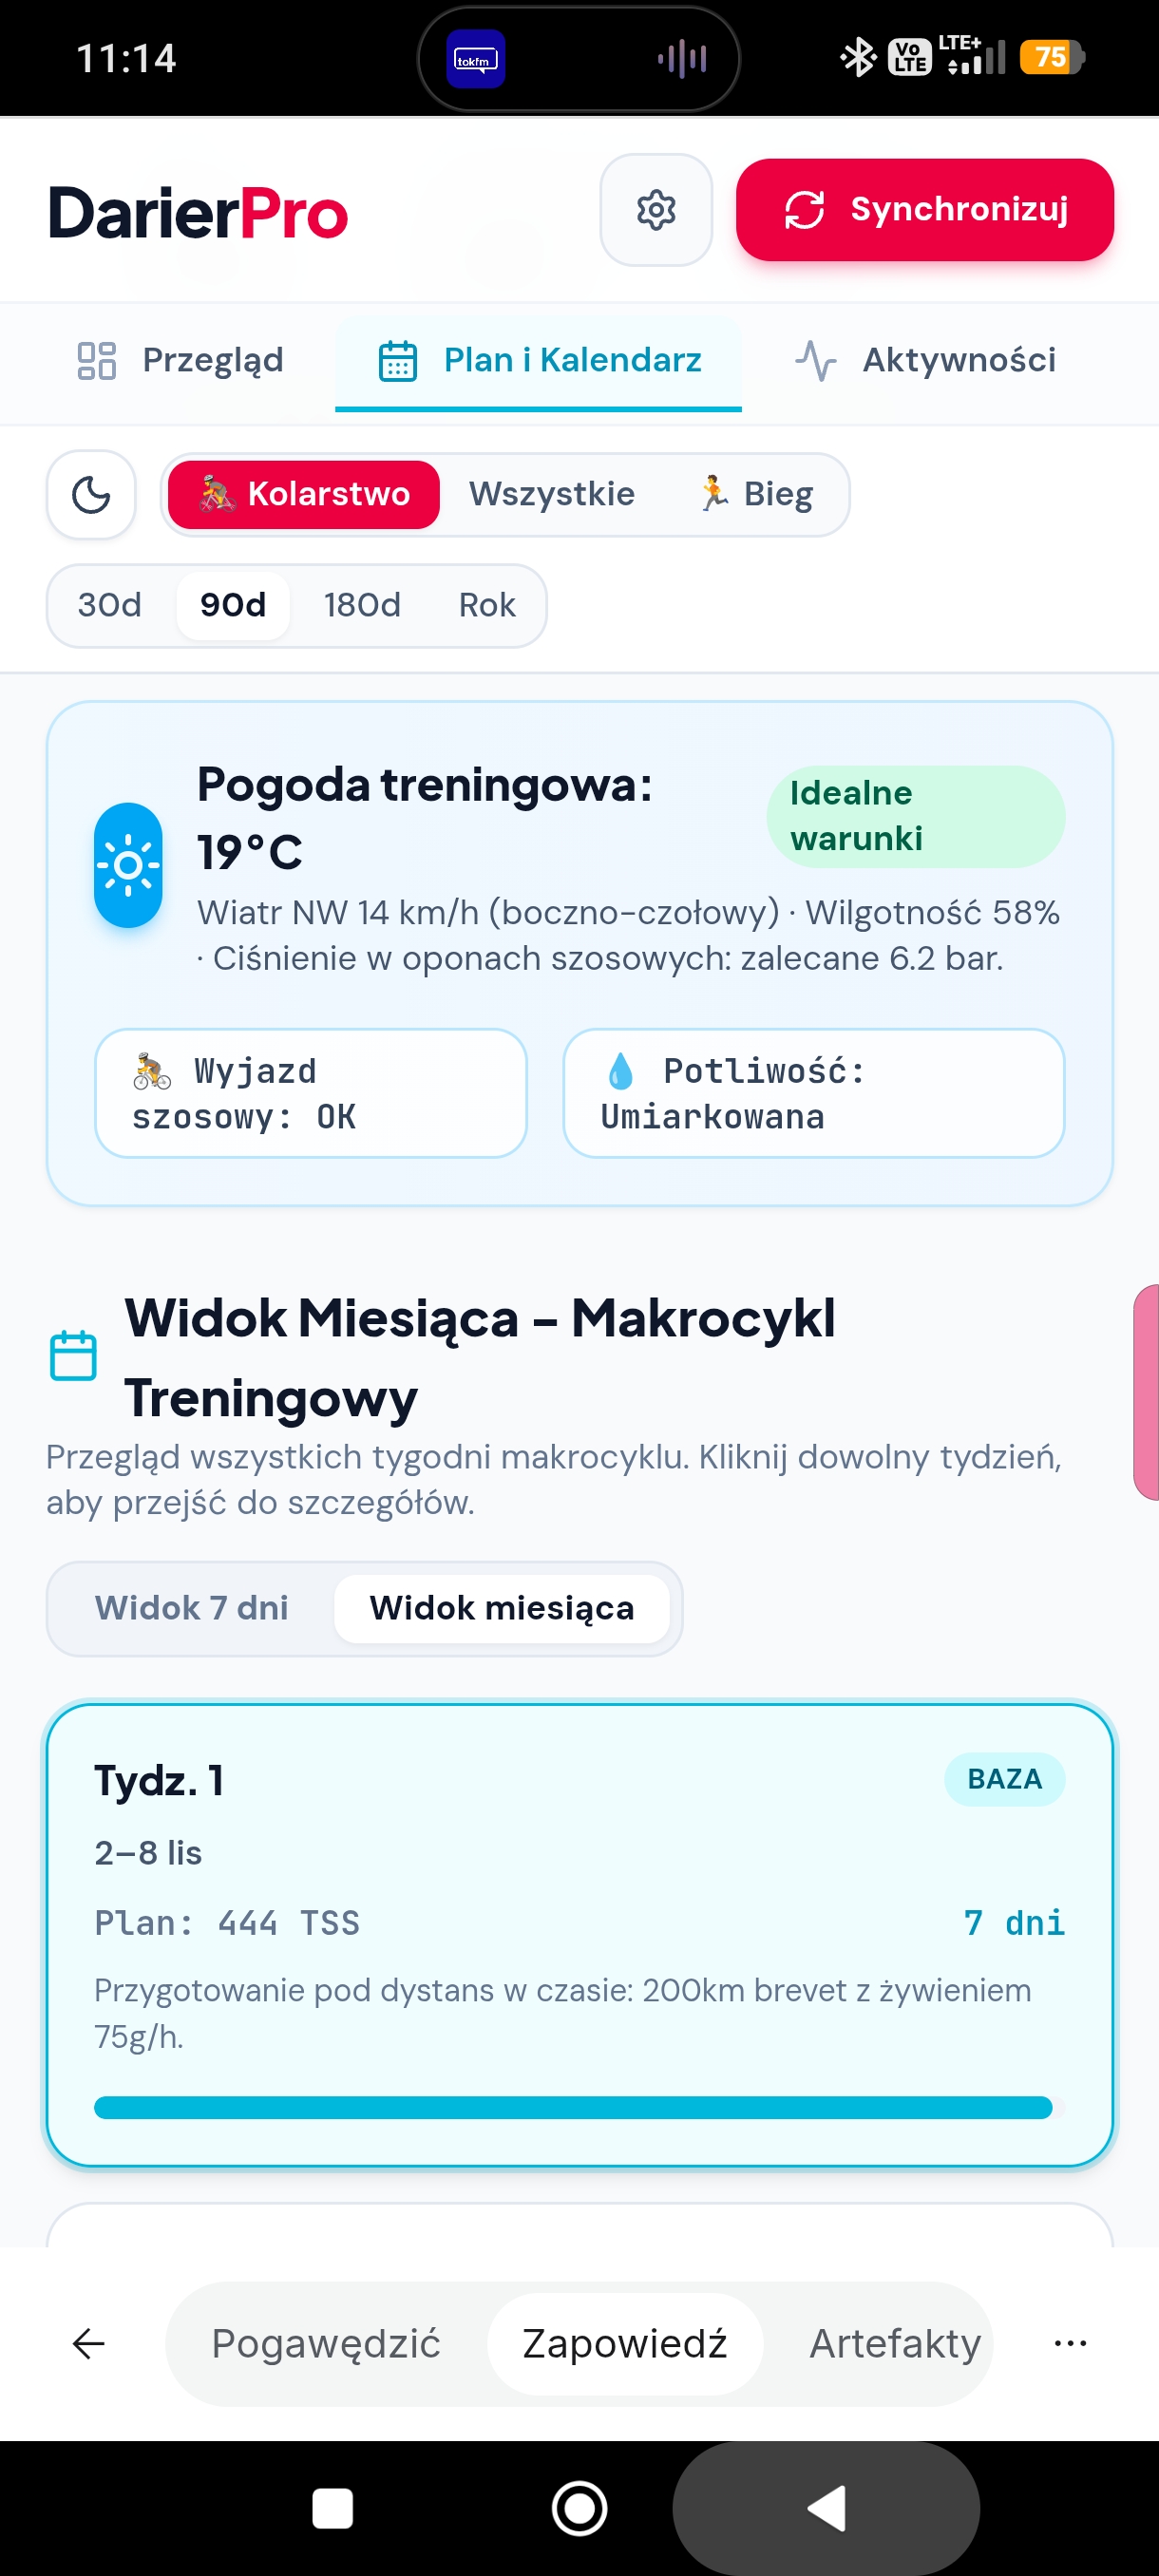 11:14
tokfm
Vo
LTE
LTE+
75
DarierPro
Synchronizuj
Przegląd
Plan i Kalendarz
Aktywności
Kolarstwo
Wszystkie
Bieg
30d
90d
180d
Rok
Pogoda treningowa:
19°C
Idealne
warunki
Wiatr NW 14 km/h (boczno-czołowy) · Wilgotność 58%
· Ciśnienie w oponach szosowych: zalecane 6.2 bar.
Wyjazd
szosowy: OK
Potliwość:
Umiarkowana
Widok Miesiąca – Makrocykl
Treningowy
Przegląd wszystkich tygodni makrocyklu. Kliknij dowolny tydzień,
aby przejść do szczegółów.
Widok 7 dni
Widok miesiąca
Tydz. 1
BAZA
2–8 lis
Plan: 444 TSS
7 dni
Przygotowanie pod dystans w czasie: 200km brevet z żywieniem
75g/h.
Pogawędzić
Zapowiedź
Artefakty